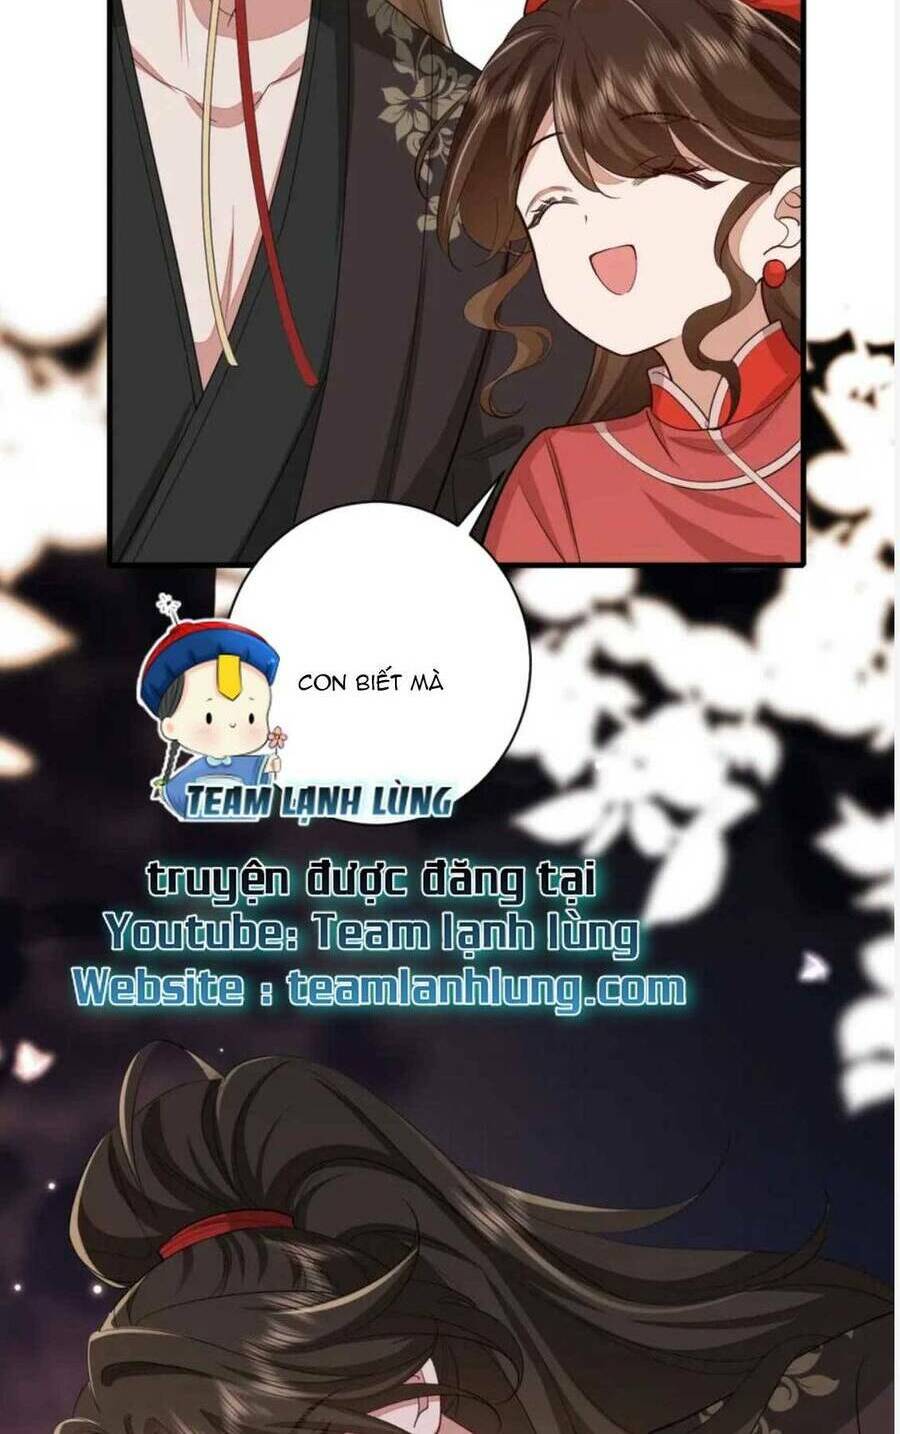 CON BIẾT MÀ
TEAM LẠNH LÙNG
truyện được đăng tại
Youtube: Team lạnh lùng
Website : teamlanhlung.com